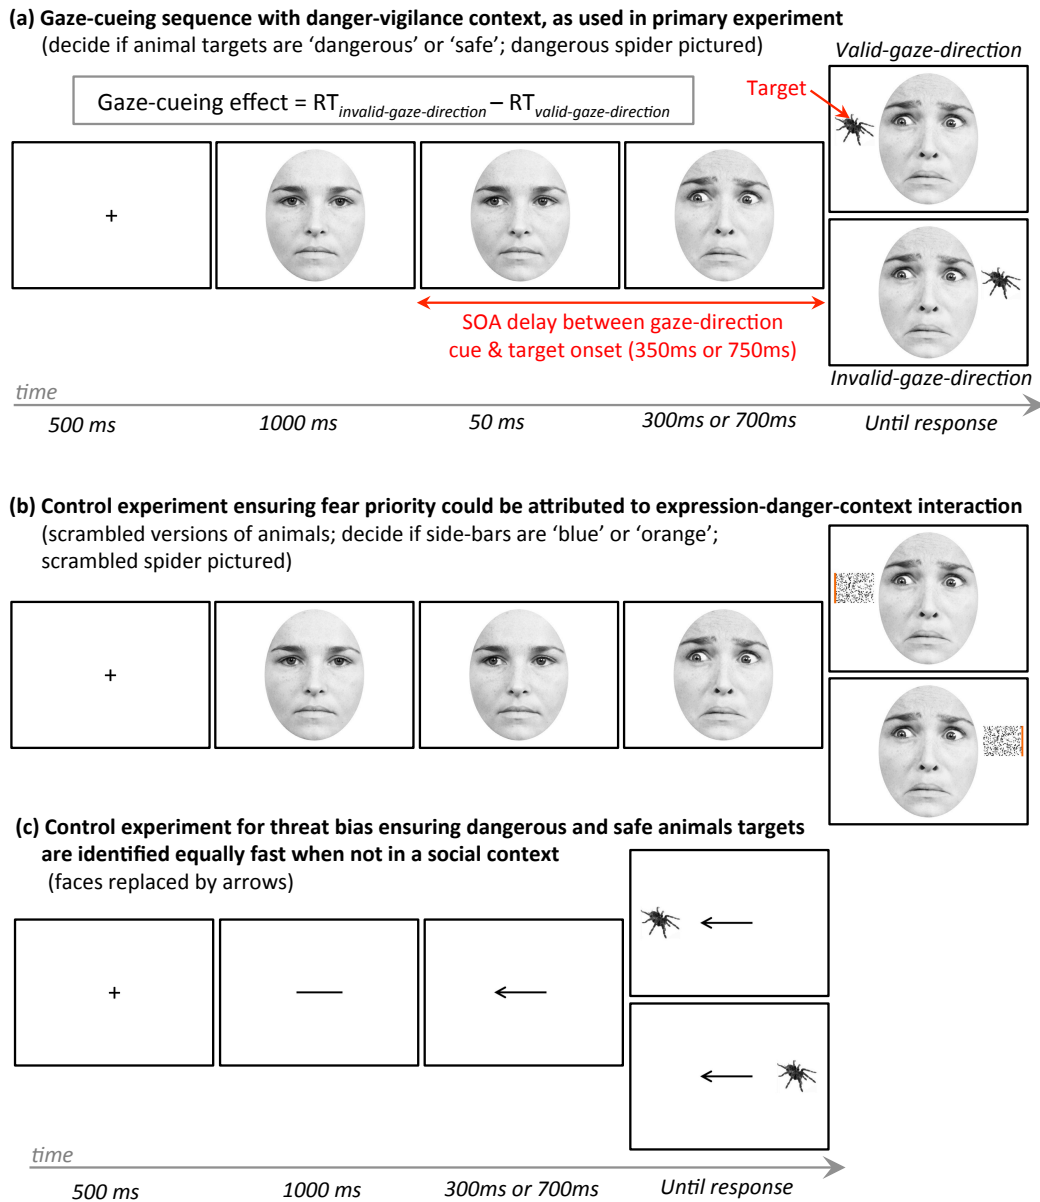 (a) Gaze-cueing sequence with danger-vigilance context, as used in primary experiment
(decide if animal targets are ‘dangerous’ or ‘safe’; dangerous spider pictured)
Valid-gaze-direction
Gaze-cueing effect = RTinvalid-gaze-direction – RTvalid-gaze-direction
Target
+
SOA delay between gaze-direction
cue & target onset (350ms or 750ms)
Invalid-gaze-direction
time
500 ms 1000 ms 50 ms 300ms or 700ms Until response
(b) Control experiment ensuring fear priority could be attributed to expression-danger-context interaction
(scrambled versions of animals; decide if side-bars are ‘blue’ or ‘orange’;
scrambled spider pictured)
+
(c) Control experiment for threat bias ensuring dangerous and safe animals targets
are identified equally fast when not in a social context
(faces replaced by arrows)
+
time
500 ms 1000 ms 300ms or 700ms Until response